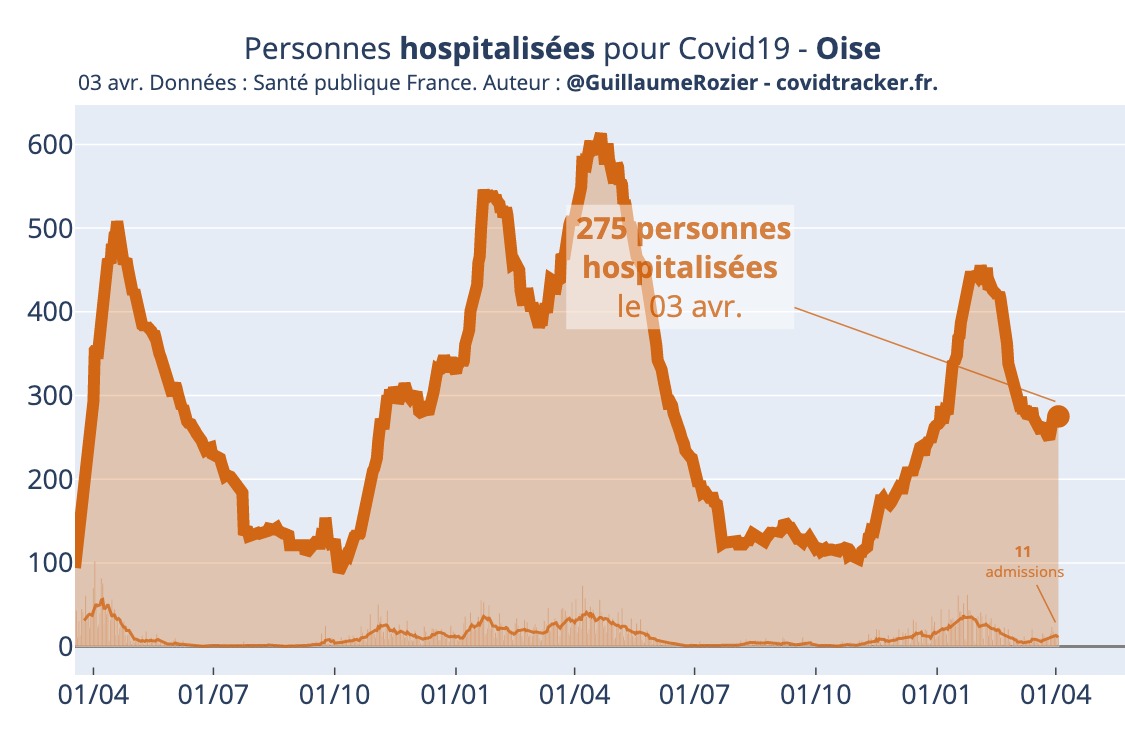 Personnes hospitalisées pour Covid19 - Oise
03 avr. Données : Santé publique France. Auteur : @GuillaumeRozier - covidtracker.fr.
600
500
400
300
200
100
0
275 personnes
hospitalisées
le 03 avr.
11
admissions
01/04
01/07
01/10
01/01
01/04
01/07
01/10
01/01
01/04